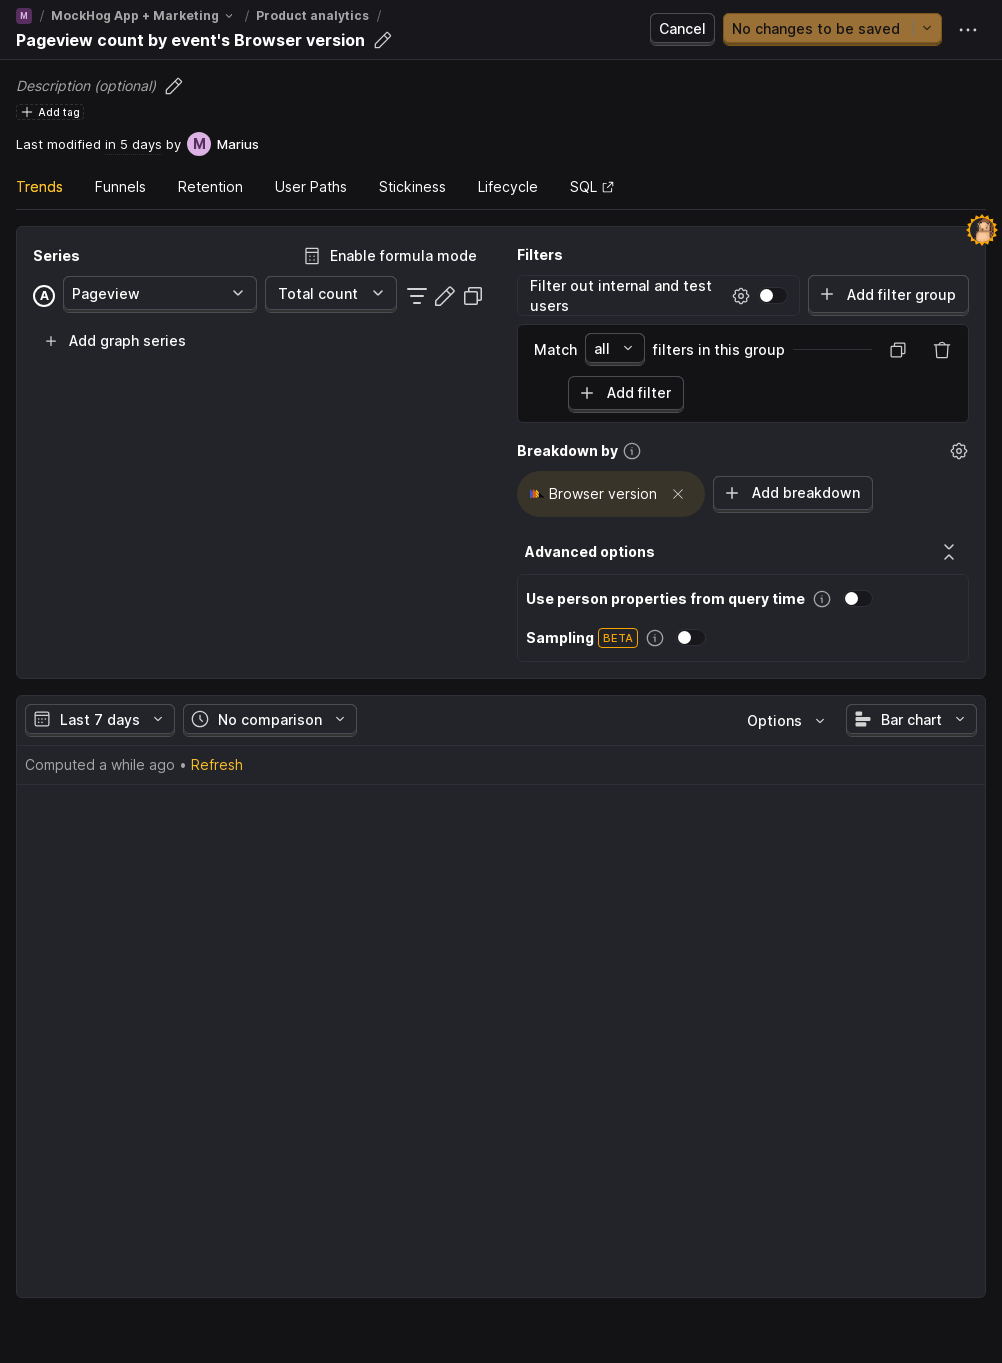 M / MockHog App + Marketing / Product analytics /
Pageview count by event's Browser version
Cancel
No changes to be saved
Description (optional)
Add tag
Last modified in 5 days by M Marius
Trends Funnels Retention User Paths Stickiness Lifecycle SQL
Series
Enable formula mode
A Pageview Total count
Add graph series
Filters
Filter out internal and test
users
Add filter group
Match all filters in this group
Add filter
Breakdown by
Browser version
Add breakdown
Advanced options
Use person properties from query time
Sampling BETA
Last 7 days No comparison Options Bar chart
Computed a while ago • Refresh